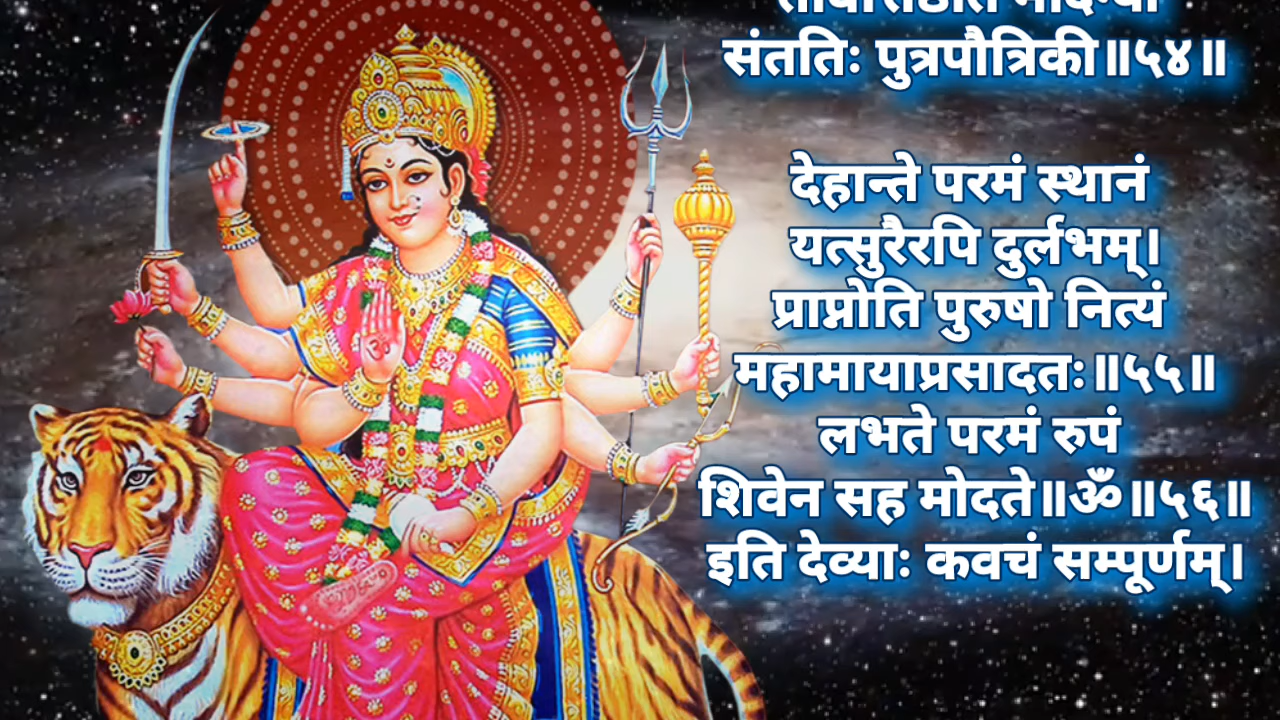 संततिः पुत्रपौत्रिकी॥५४॥
देहान्ते परमं स्थानं
यत्सुरैरपि दुर्लभम्।
प्राप्नोति पुरुषो नित्यं
महामायाप्रसादतः॥५५॥
लभते परमं रुपं
शिवेन सह मोदते॥ॐ॥५६॥
इति देव्याः कवचं सम्पूर्णम्।